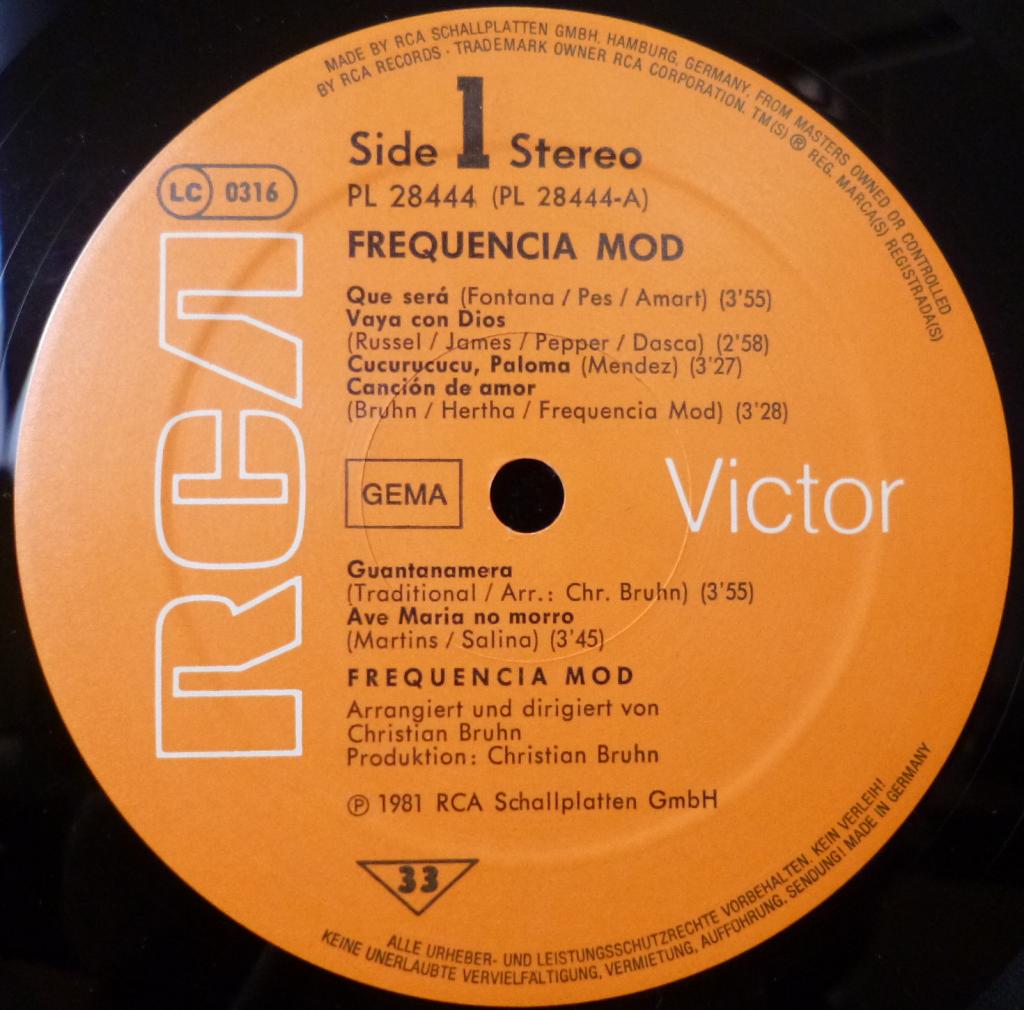 MADE BY RCA SCHALLPLATTEN GMBH, HAMBURG, GERMANY, FROM MASTERS OWNED OR CONTROLLED
BY RCA RECORDS · TRADEMARK OWNER RCA CORPORATION. TM(S) ® REG. MARCA(S) REGISTRADA(S)
Side 1 Stereo
LC 0316
PL 28444 (PL 28444-A)
FREQUENCIA MOD
RCA
Que será (Fontana / Pes / Amart) (3'55)
Vaya con Dios
(Russel / James / Pepper / Dasca) (2'58)
Cucurucucu, Paloma (Mendez) (3'27)
Canción de amor
(Bruhn / Hertha / Frequencia Mod) (3'28)
GEMA
Victor
Guantanamera
(Traditional / Arr.: Chr. Bruhn) (3'55)
Ave Maria no morro
(Martins / Salina) (3'45)
FREQUENCIA MOD
Arrangiert und dirigiert von
Christian Bruhn
Produktion: Christian Bruhn
℗ 1981 RCA Schallplatten GmbH
33
ALLE URHEBER- UND LEISTUNGSSCHUTZRECHTE VORBEHALTEN. KEIN VERLEIH!
KEINE UNERLAUBTE VERVIELFÄLTIGUNG, VERMIETUNG, AUFFÜHRUNG, SENDUNG! MADE IN GERMANY